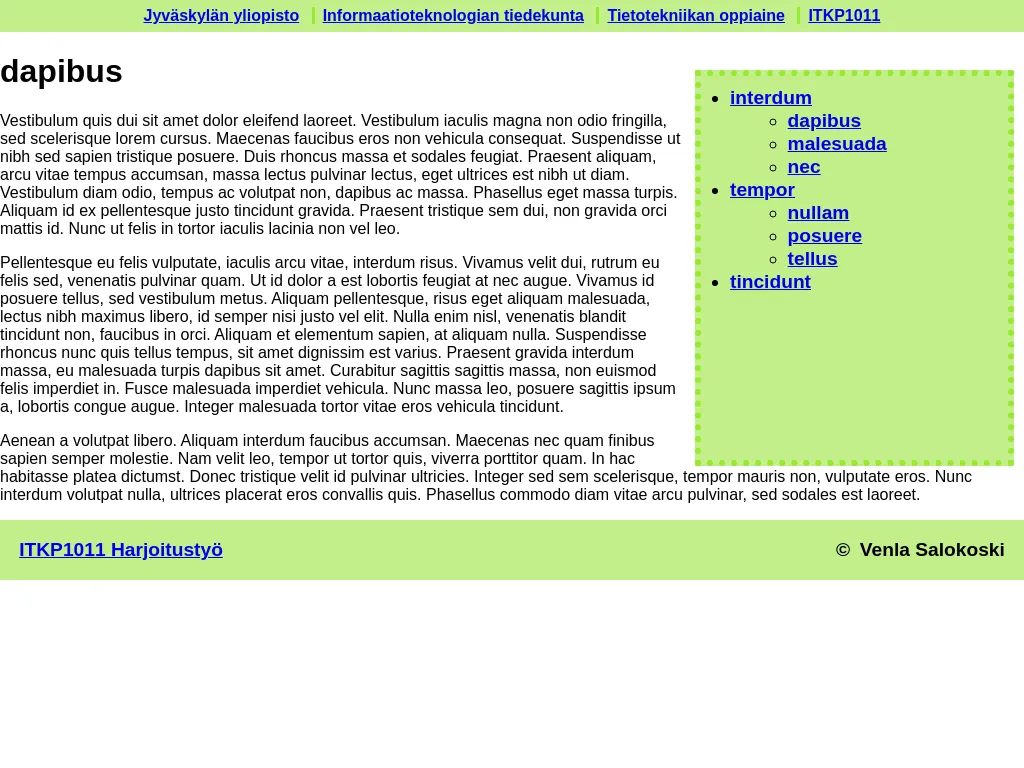 Jyväskylän yliopisto Informaatioteknologian tiedekunta Tietotekniikan oppiaine ITKP1011
dapibus
Vestibulum quis dui sit amet dolor eleifend laoreet. Vestibulum iaculis magna non odio fringilla,
sed scelerisque lorem cursus. Maecenas faucibus eros non vehicula consequat. Suspendisse ut
nibh sed sapien tristique posuere. Duis rhoncus massa et sodales feugiat. Praesent aliquam,
arcu vitae tempus accumsan, massa lectus pulvinar lectus, eget ultrices est nibh ut diam.
Vestibulum diam odio, tempus ac volutpat non, dapibus ac massa. Phasellus eget massa turpis.
Aliquam id ex pellentesque justo tincidunt gravida. Praesent tristique sem dui, non gravida orci
mattis id. Nunc ut felis in tortor iaculis lacinia non vel leo.
Pellentesque eu felis vulputate, iaculis arcu vitae, interdum risus. Vivamus velit dui, rutrum eu
felis sed, venenatis pulvinar quam. Ut id dolor a est lobortis feugiat at nec augue. Vivamus id
posuere tellus, sed vestibulum metus. Aliquam pellentesque, risus eget aliquam malesuada,
lectus nibh maximus libero, id semper nisi justo vel elit. Nulla enim nisl, venenatis blandit
tincidunt non, faucibus in orci. Aliquam et elementum sapien, at aliquam nulla. Suspendisse
rhoncus nunc quis tellus tempus, sit amet dignissim est varius. Praesent gravida interdum
massa, eu malesuada turpis dapibus sit amet. Curabitur sagittis sagittis massa, non euismod
felis imperdiet in. Fusce malesuada imperdiet vehicula. Nunc massa leo, posuere sagittis ipsum
a, lobortis congue augue. Integer malesuada tortor vitae eros vehicula tincidunt.
Aenean a volutpat libero. Aliquam interdum faucibus accumsan. Maecenas nec quam finibus
sapien semper molestie. Nam velit leo, tempor ut tortor quis, viverra porttitor quam. In hac
habitasse platea dictumst. Donec tristique velit id pulvinar ultricies. Integer sed sem scelerisque, tempor mauris non, vulputate eros. Nunc
interdum volutpat nulla, ultrices placerat eros convallis quis. Phasellus commodo diam vitae arcu pulvinar, sed sodales est laoreet.
interdum
dapibus
malesuada
nec
tempor
nullam
posuere
tellus
tincidunt
ITKP1011 Harjoitustyö
© Venla Salokoski